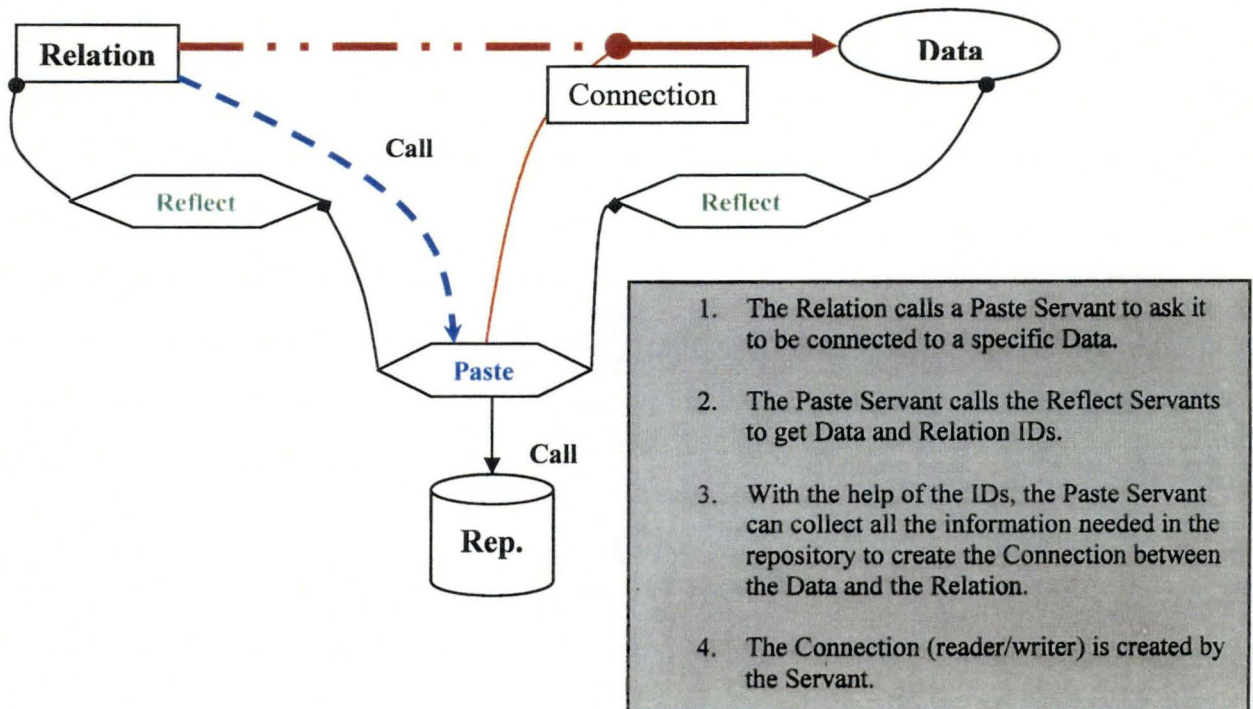 Relation
Data
Connection
Call
Reflect
Reflect
Paste
Call
Rep.
1. The Relation calls a Paste Servant to ask it
to be connected to a specific Data.
2. The Paste Servant calls the Reflect Servants
to get Data and Relation IDs.
3. With the help of the IDs, the Paste Servant
can collect all the information needed in the
repository to create the Connection between
the Data and the Relation.
4. The Connection (reader/writer) is created by
the Servant.